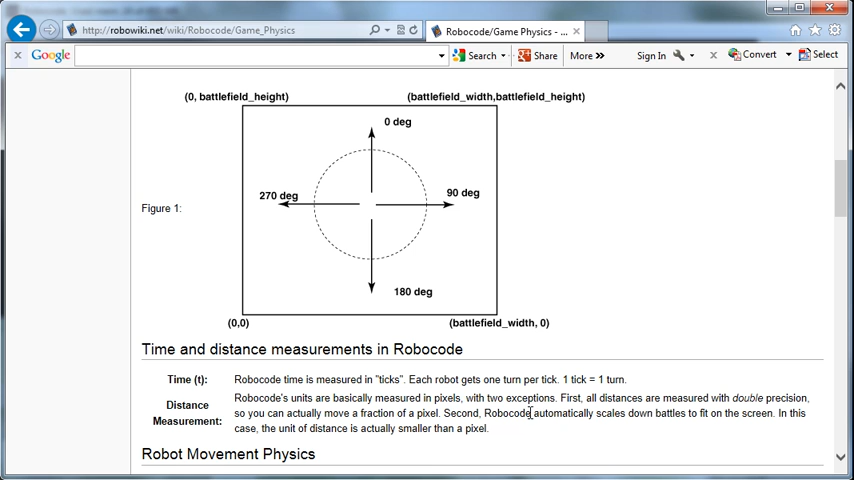 http://robowiki.net/wiki/Robocode/Game_Physics
Robocode/Game Physics - ...
Google
Search
Share
More »
Sign In
Convert
Select
(0, battlefield_height)
(battlefield_width,battlefield_height)
0 deg
270 deg
90 deg
Figure 1:
180 deg
(0,0)
(battlefield_width, 0)
Time and distance measurements in Robocode
Time (t): Robocode time is measured in "ticks". Each robot gets one turn per tick. 1 tick = 1 turn.
Distance Measurement: Robocode's units are basically measured in pixels, with two exceptions. First, all distances are measured with double precision,
so you can actually move a fraction of a pixel. Second, Robocode automatically scales down battles to fit on the screen. In this
case, the unit of distance is actually smaller than a pixel.
Robot Movement Physics